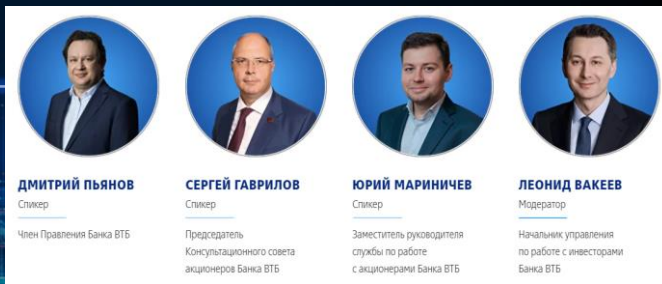 ДМИТРИЙ ПЬЯНОВ
Спикер
Член Правления Банка ВТБ
СЕРГЕЙ ГАВРИЛОВ
Спикер
Председатель
Консультационного совета
акционеров Банка ВТБ
ЮРИЙ МАРИНИЧЕВ
Спикер
Заместитель руководителя
службы по работе
с акционерами Банка ВТБ
ЛЕОНИД ВАКЕЕВ
Модератор
Начальник управления
по работе с инвесторами
Банка ВТБ